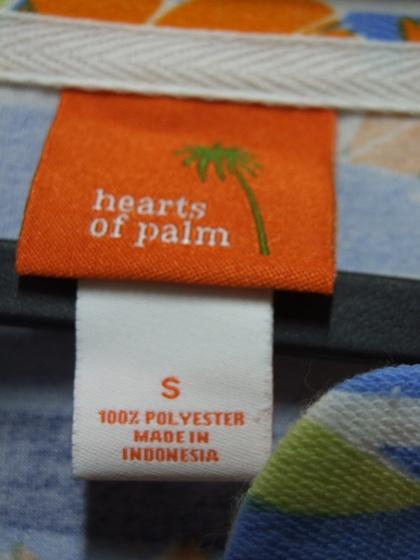 hearts
of palm
S
100% POLYESTER
MADE IN
INDONESIA